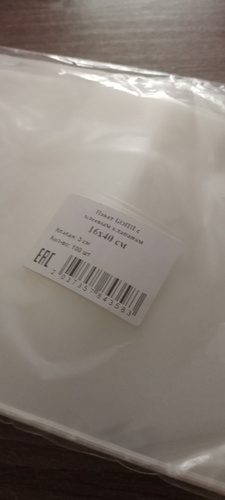 Пакет БОПП с
клеевым клапаном
16x40 см
Клапан: 3 см
Кол-во: 100 шт
EAC